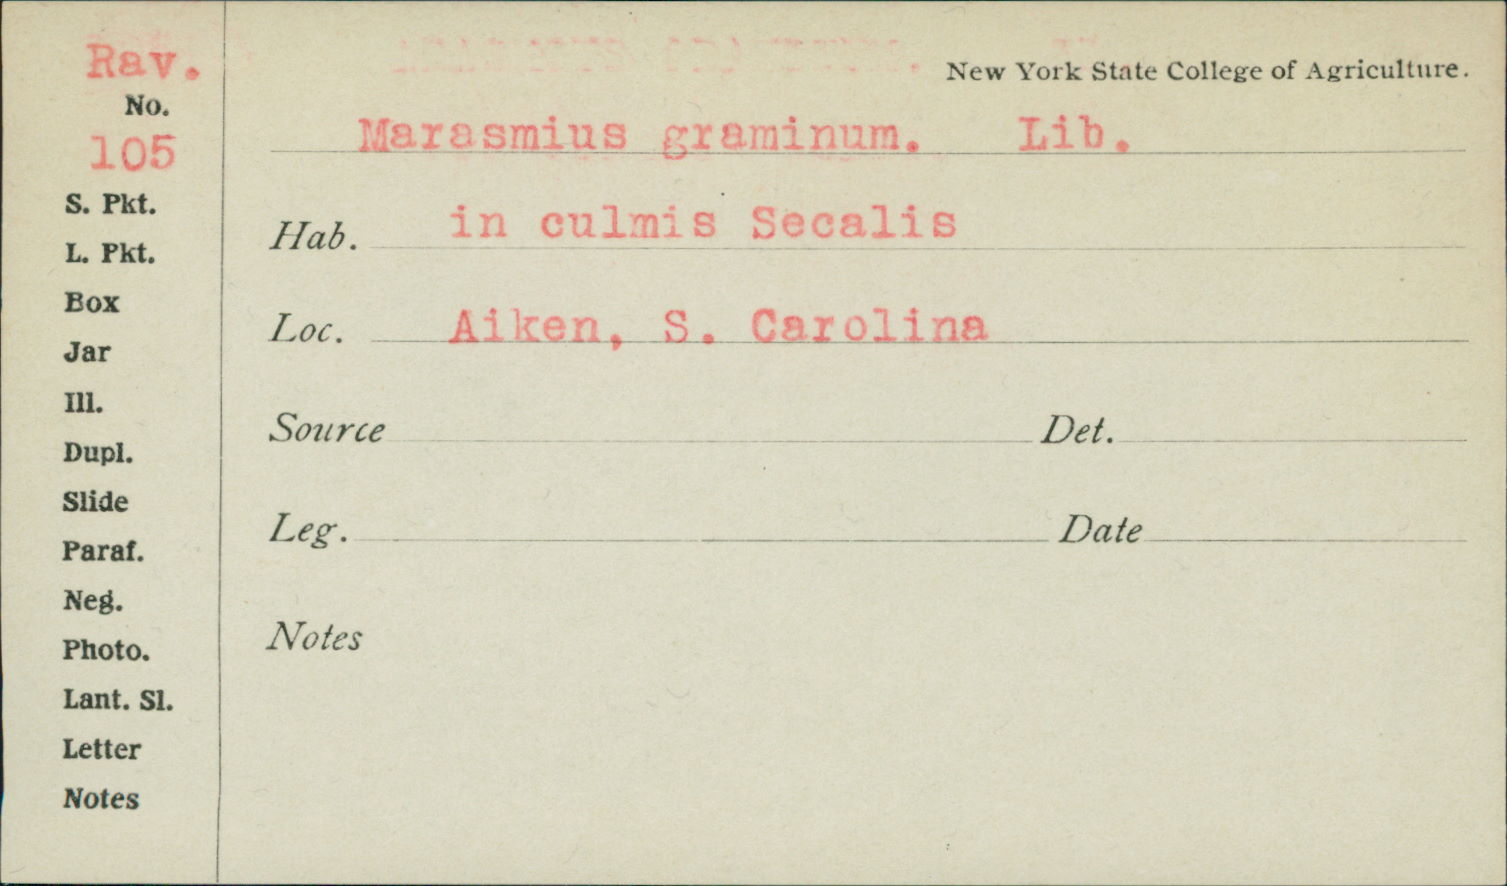 Rav.
No.
105
S. Pkt.
L. Pkt.
Box
Jar
Ill.
Dupl.
Slide
Paraf.
Neg.
Photo.
Lant. Sl.
Letter
Notes
New York State College of Agriculture.
Marasmius graminum. Lib.
Hab. in culmis Secalis
Loc. Aiken, S. Carolina
Source Det.
Leg. Date
Notes